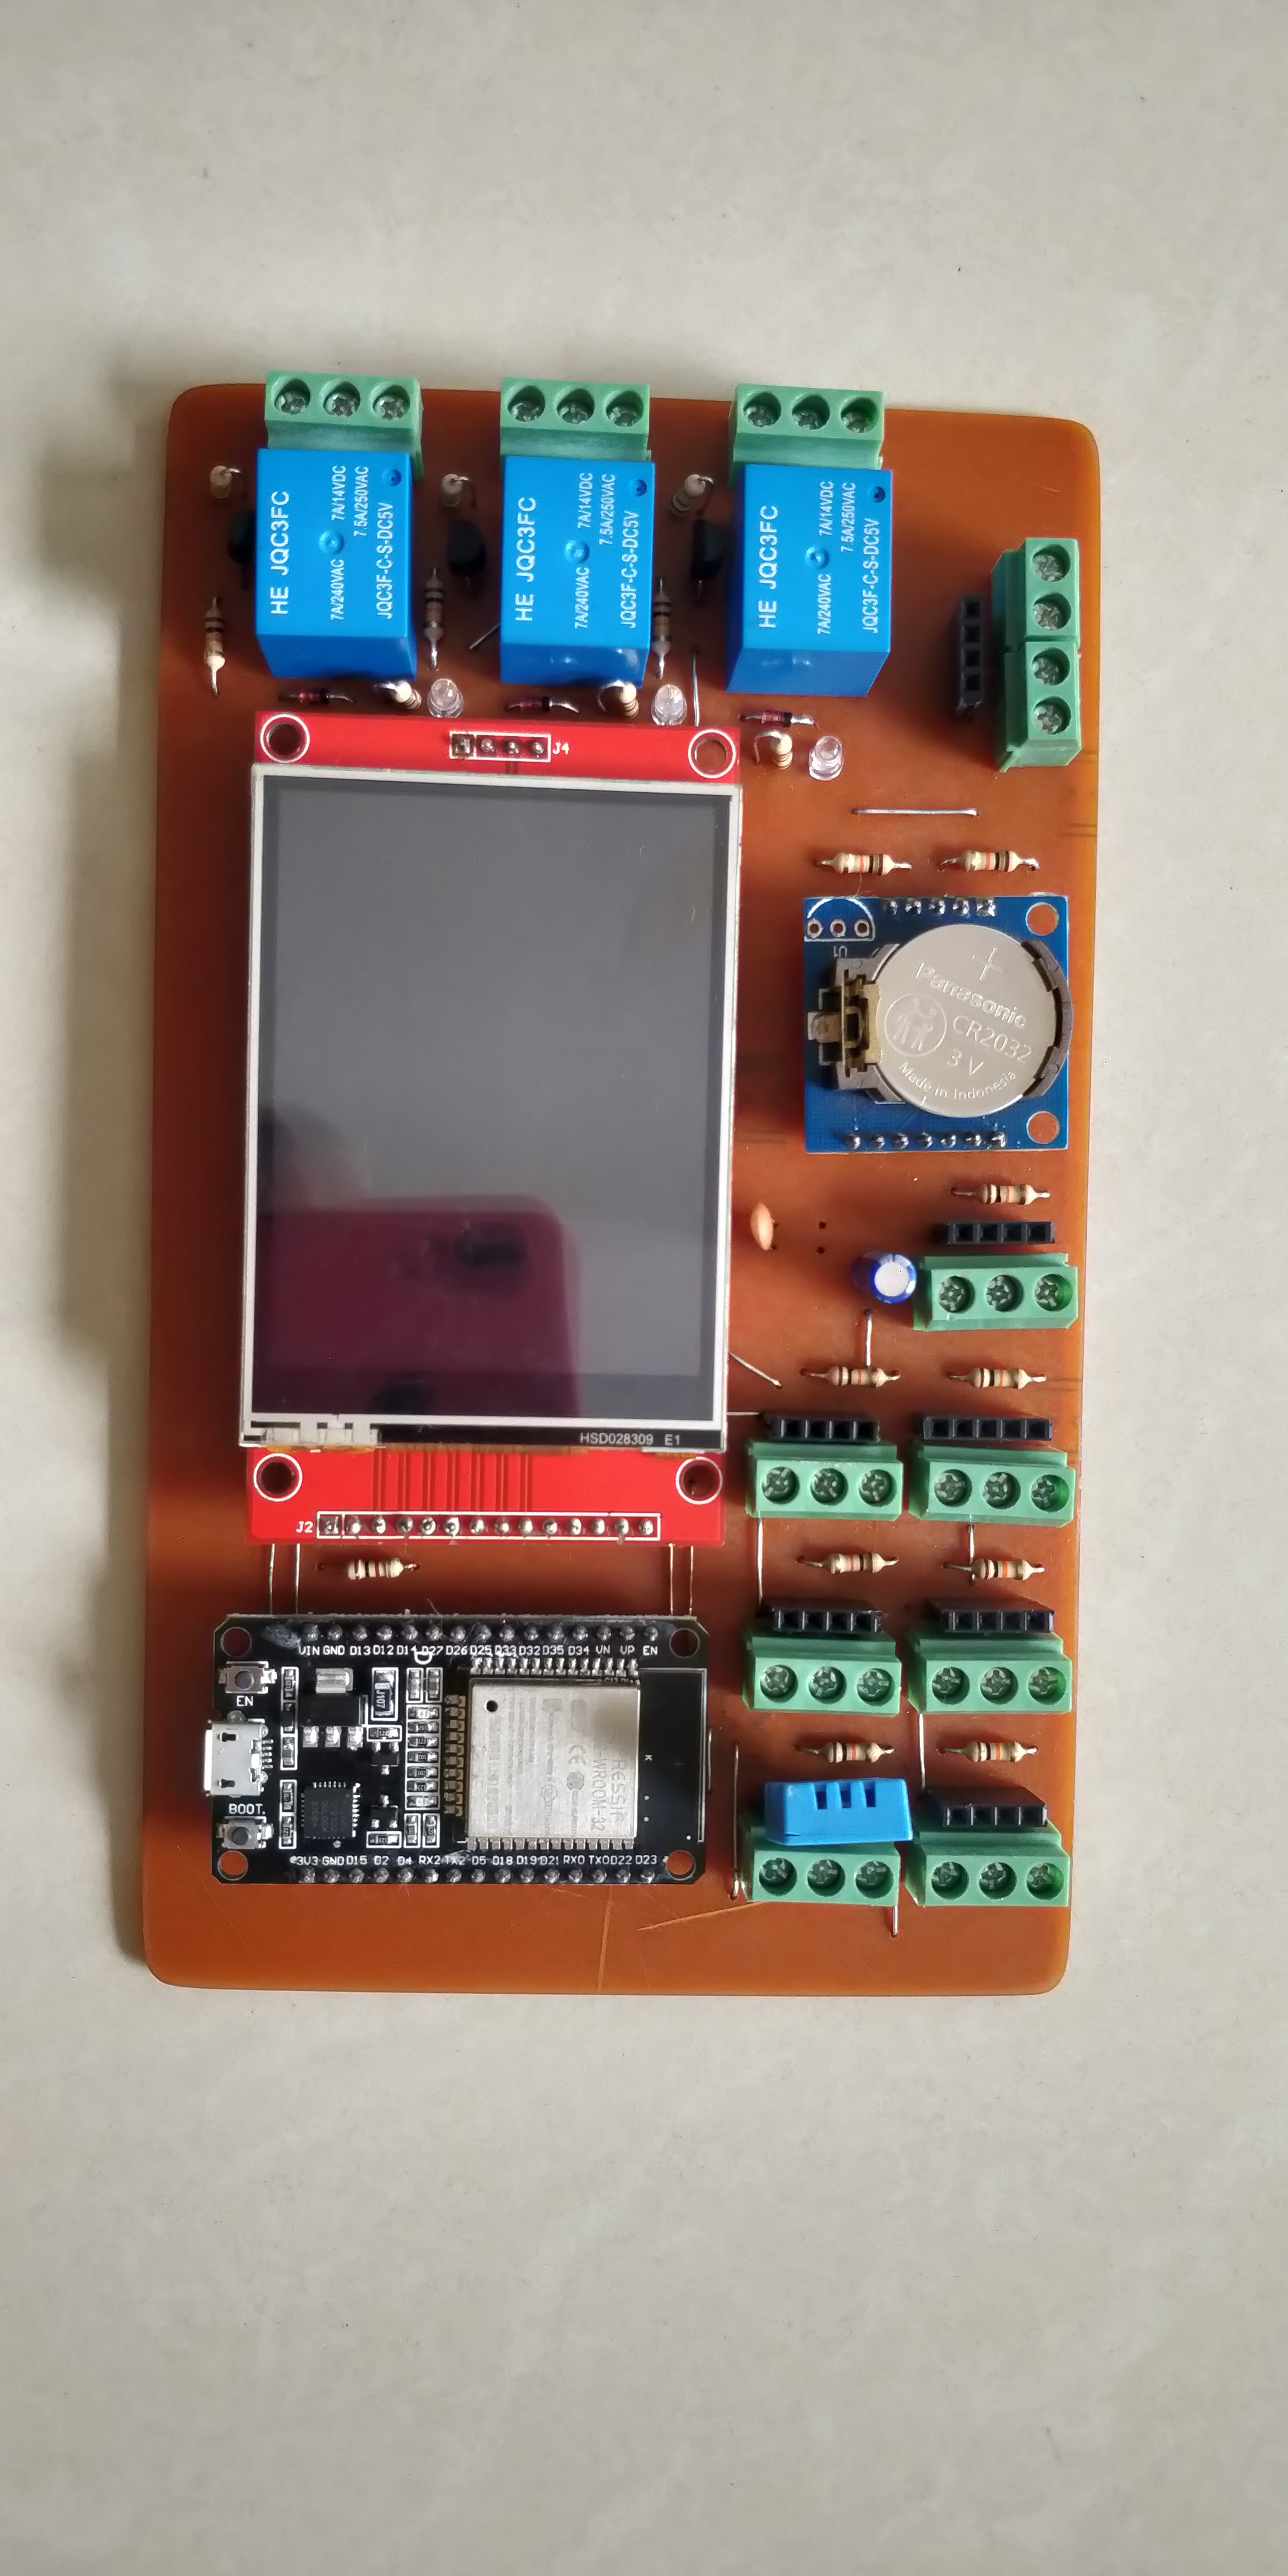 HE JQC3FC
7A/240VAC 7A/14VDC
7.5A/250VAC
JQC3F-C-S-DC5V
HE JQC3FC
7A/240VAC 7A/14VDC
7.5A/250VAC
JQC3F-C-S-DC5V
HE JQC3FC
7A/240VAC 7A/14VDC
7.5A/250VAC
JQC3F-C-S-DC5V
J4
Panasonic
CR2032
3 V
Made in Indonesia
HSD028309 E1
J2
VIN GND D13 D12 D14 D27 D26 D25 D33 D32 D35 D34 VN VP EN
EN
BOOT
WROOM-32
3V3 GND D15 D2 D4 RX2 TX2 D5 D18 D19 D21 RX0 TX0 D22 D23